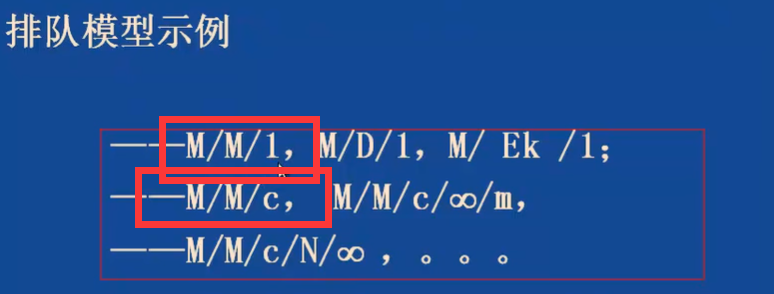 排队模型示例
——M/M/1, M/D/1, M/ Ek /1;
——M/M/c, M/M/c/∞/m,
——M/M/c/N/∞ , 。。。